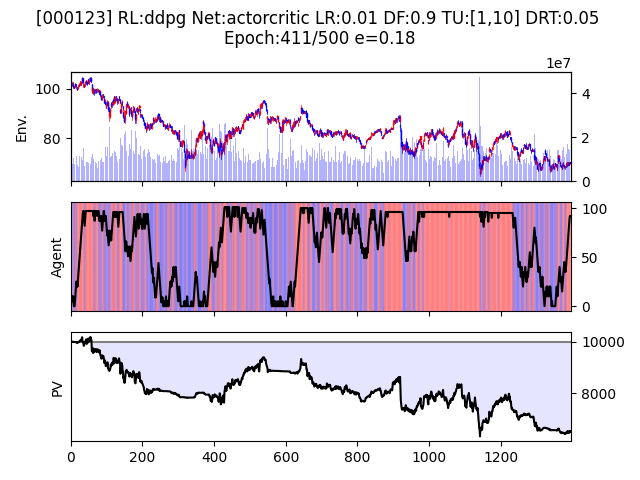 [000123] RL:ddpg Net:actorcritic LR:0.01 DF:0.9 TU:[1,10] DRT:0.05
Epoch:411/500 e=0.18
1e7
100
80
Env.
4
2
0
Agent
100
50
0
PV
10000
8000
0 200 400 600 800 1000 1200